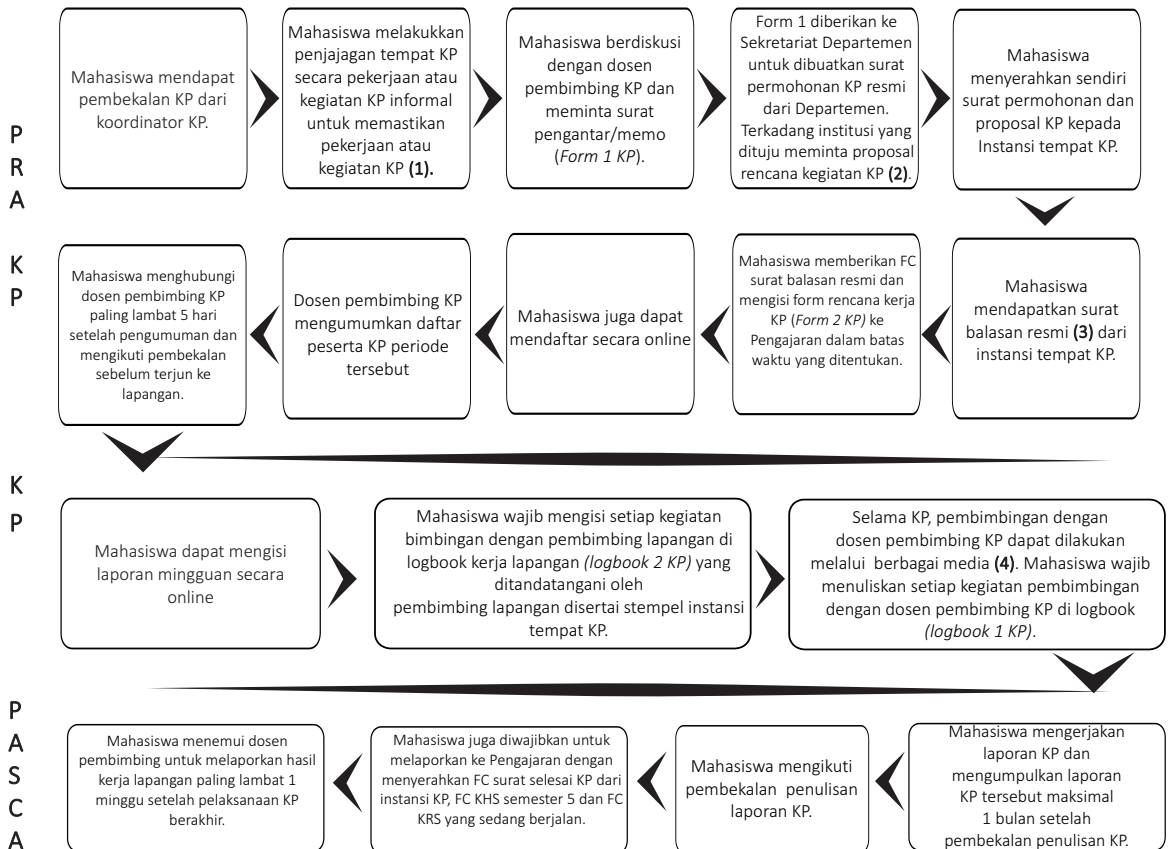 PRA KP
Mahasiswa mendapat
pembekalan KP dari
koordinator KP.
Mahasiswa melakukkan
penjajagan tempat KP
secara pekerjaan atau
kegiatan KP informal
untuk memastikan
pekerjaan atau
kegiatan KP (1).
Mahasiswa berdiskusi
dengan dosen
pembimbing KP dan
meminta surat
pengantar/memo
(Form 1 KP).
Form 1 diberikan ke
Sekretariat Departemen
untuk dibuatkan surat
permohonan KP resmi
dari Departemen.
Terkadang institusi yang
dituju meminta proposal
rencana kegiatan KP (2).
Mahasiswa
menyerahkan sendiri
surat permohonan dan
proposal KP kepada
Instansi tempat KP.
Mahasiswa
mendapatkan surat
balasan resmi (3) dari
instansi tempat KP.
Mahasiswa memberikan FC
surat balasan resmi dan
mengisi form rencana kerja
KP (Form 2 KP) ke
Pengajaran dalam batas
waktu yang ditentukan.
Mahasiswa juga dapat
mendaftar secara online
Dosen pembimbing KP
mengumumkan daftar
peserta KP periode
tersebut
Mahasiswa menghubungi
dosen pembimbing KP
paling lambat 5 hari
setelah pengumuman dan
mengikuti pembekalan
sebelum terjun ke
lapangan.
KP
Mahasiswa dapat mengisi
laporan mingguan secara
online
Mahasiswa wajib mengisi setiap kegiatan
bimbingan dengan pembimbing lapangan di
logbook kerja lapangan (logbook 2 KP) yang
ditandatangani oleh
pembimbing lapangan disertai stempel instansi
tempat KP.
Selama KP, pembimbingan dengan
dosen pembimbing KP dapat dilakukan
melalui berbagai media (4). Mahasiswa wajib
menuliskan setiap kegiatan pembimbingan
dengan dosen pembimbing KP di logbook
(logbook 1 KP).
PASCA
Mahasiswa mengerjakan
laporan KP dan
mengumpulkan laporan
KP tersebut maksimal
1 bulan setelah
pembekalan penulisan KP.
Mahasiswa mengikuti
pembekalan penulisan
laporan KP.
Mahasiswa juga diwajibkan untuk
melaporkan ke Pengajaran dengan
menyerahkan FC surat selesai KP dari
instansi KP, FC KHS semester 5 dan FC
KRS yang sedang berjalan.
Mahasiswa menemui dosen
pembimbing untuk melaporkan hasil
kerja lapangan paling lambat 1
minggu setelah pelaksanaan KP
berakhir.